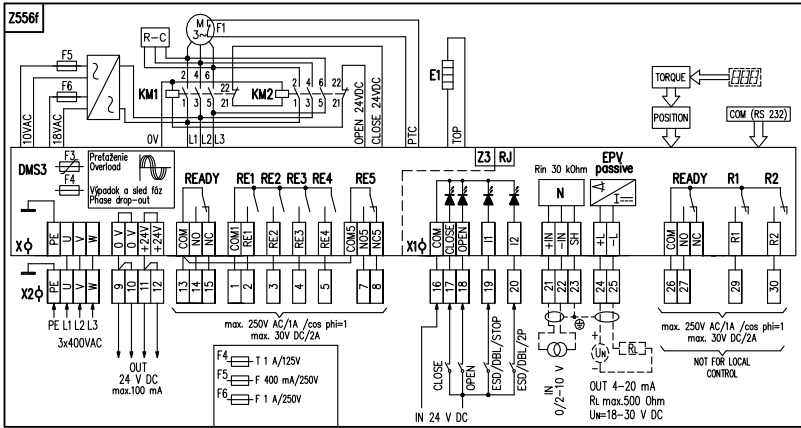 Z556f
R-C
M
3~
F1
F5
F6
2 4 6
22
KM1
1 3 5
21
KM2
2 4 6 22
1 3 5 21
E1
TORQUE
POSITION
COM (RS 232)
10VAC
18VAC
0V
L1
L2
L3
OPEN 24VDC
CLOSE 24VDC
PTC
TOP
DMS3
F3
F4
Preťaženie
Overload
Výpadok a sled fáz
Phase drop-out
READY
RE1
RE2
RE3
RE4
RE5
Z3
RJ
Rin 30 kOhm
N
EPV
passive
I
READY
R1
R2
X
PE
U
V
W
0 V
0 V
+24V
+24V
COM
NO
NC
COM1
RE1
RE2
RE3
RE4
COM5
NO5
NC5
X1
COM
CLOSE
OPEN
I1
I2
+IN
-IN
SH
+L
-L
COM
NO
NC
R1
R2
X2
PE
U
V
W
9
10
11
12
13
14
15
1
2
3
4
5
7
8
16
17
18
19
20
21
22
23
24
25
26
27
29
30
PE L1 L2 L3
3x400VAC
OUT
24 V DC
max.100 mA
max. 250V AC/1A /cos phi=1
max. 30V DC/2A
F4 T 1 A/125V
F5 F 400 mA/250V
F6 F 1 A/250V
CLOSE
OPEN
ESD/DBL/STOP
ESD/DBL/2P
IN 24 V DC
IN
0/2-10 V
+
UN
-
RL
OUT 4-20 mA
RL max.500 Ohm
UN=18-30 V DC
max. 250V AC/1A /cos phi=1
max. 30V DC/2A
NOT FOR LOCAL
CONTROL